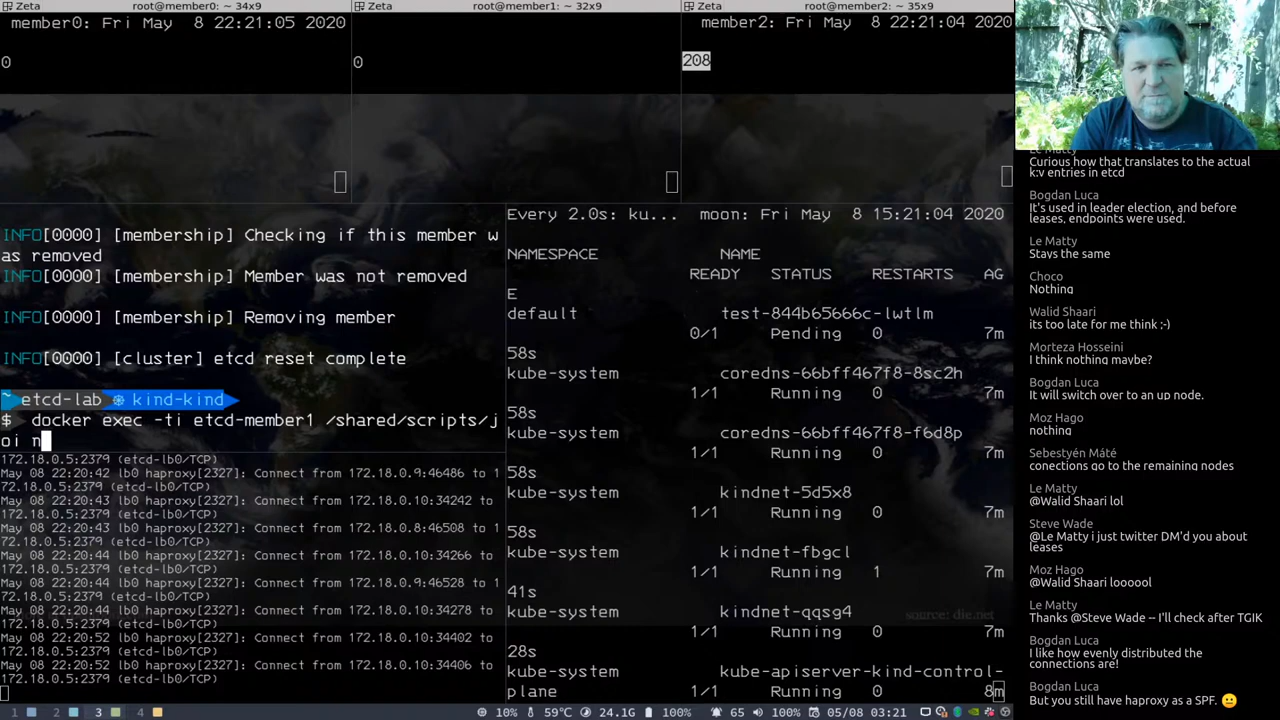 Zeta root@member0: ~ 34x9
Zeta root@member1: ~ 32x9
Zeta root@member2: ~ 35x9
member0: Fri May 8 22:21:05 2020
member2: Fri May 8 22:21:04 2020
0
0
208
INFO[0000] [membership] Checking if this member w
as removed
INFO[0000] [membership] Member was not removed
INFO[0000] [membership] Removing member
INFO[0000] [cluster] etcd reset complete
~ etcd-lab ☸ kind-kind
$ docker exec -ti etcd-member1 /shared/scripts/j
oi n
172.18.0.5:2379 (etcd-lb0/TCP)
May 08 22:20:42 lb0 haproxy[2327]: Connect from 172.18.0.9:46486 to 1
72.18.0.5:2379 (etcd-lb0/TCP)
May 08 22:20:43 lb0 haproxy[2327]: Connect from 172.18.0.10:34242 to
172.18.0.5:2379 (etcd-lb0/TCP)
May 08 22:20:43 lb0 haproxy[2327]: Connect from 172.18.0.8:46508 to 1
72.18.0.5:2379 (etcd-lb0/TCP)
May 08 22:20:44 lb0 haproxy[2327]: Connect from 172.18.0.10:34266 to
172.18.0.5:2379 (etcd-lb0/TCP)
May 08 22:20:44 lb0 haproxy[2327]: Connect from 172.18.0.9:46528 to 1
72.18.0.5:2379 (etcd-lb0/TCP)
May 08 22:20:44 lb0 haproxy[2327]: Connect from 172.18.0.10:34278 to
172.18.0.5:2379 (etcd-lb0/TCP)
May 08 22:20:52 lb0 haproxy[2327]: Connect from 172.18.0.10:34402 to
172.18.0.5:2379 (etcd-lb0/TCP)
May 08 22:20:52 lb0 haproxy[2327]: Connect from 172.18.0.10:34406 to
172.18.0.5:2379 (etcd-lb0/TCP)
Every 2.0s: ku... moon: Fri May 8 15:21:04 2020
NAMESPACE NAME
READY STATUS RESTARTS AG
E
default test-844b65666c-lwtlm
0/1 Pending 0 7m
58s
kube-system coredns-66bff467f8-8sc2h
1/1 Running 0 7m
58s
kube-system coredns-66bff467f8-f6d8p
1/1 Running 0 7m
58s
kube-system kindnet-5d5x8
1/1 Running 0 7m
58s
kube-system kindnet-fbgcl
1/1 Running 1 7m
41s
kube-system kindnet-qqsg4
1/1 Running 0 7m
28s
kube-system kube-apiserver-kind-control-
plane 1/1 Running 0 8m
source: die.net
1 2 3 4
10% 59℃ 24.1G 100% 65 100% 05/08 03:21
Le Matty
Curious how that translates to the actual
k:v entries in etcd
Bogdan Luca
It's used in leader election, and before
leases. endpoints were used.
Le Matty
Stays the same
Choco
Nothing
Walid Shaari
its too late for me think ;-)
Morteza Hosseini
I think nothing maybe?
Bogdan Luca
It will switch over to an up node.
Moz Hago
nothing
Sebestyén Máté
conections go to the remaining nodes
Le Matty
@Walid Shaari lol
Steve Wade
@Le Matty i just twitter DM'd you about
leases
Moz Hago
@Walid Shaari loooool
Le Matty
Thanks @Steve Wade -- I'll check after TGIK
Bogdan Luca
I like how evenly distributed the
connections are!
Bogdan Luca
But you still have haproxy as a SPF. 😐